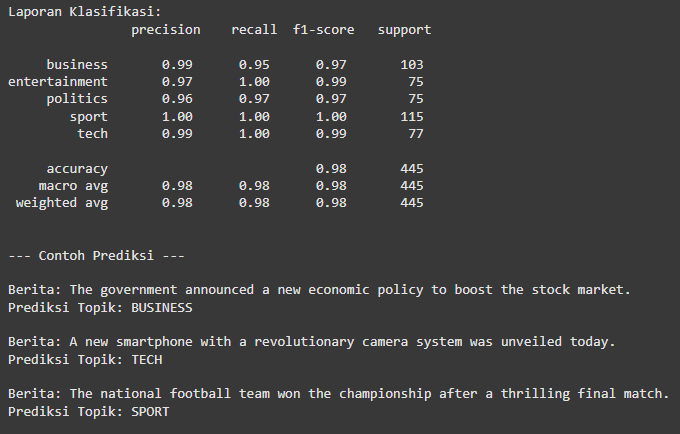 Laporan Klasifikasi:
precision recall f1-score support
business 0.99 0.95 0.97 103
entertainment 0.97 1.00 0.99 75
politics 0.96 0.97 0.97 75
sport 1.00 1.00 1.00 115
tech 0.99 1.00 0.99 77
accuracy 0.98 445
macro avg 0.98 0.98 0.98 445
weighted avg 0.98 0.98 0.98 445
--- Contoh Prediksi ---
Berita: The government announced a new economic policy to boost the stock market.
Prediksi Topik: BUSINESS
Berita: A new smartphone with a revolutionary camera system was unveiled today.
Prediksi Topik: TECH
Berita: The national football team won the championship after a thrilling final match.
Prediksi Topik: SPORT